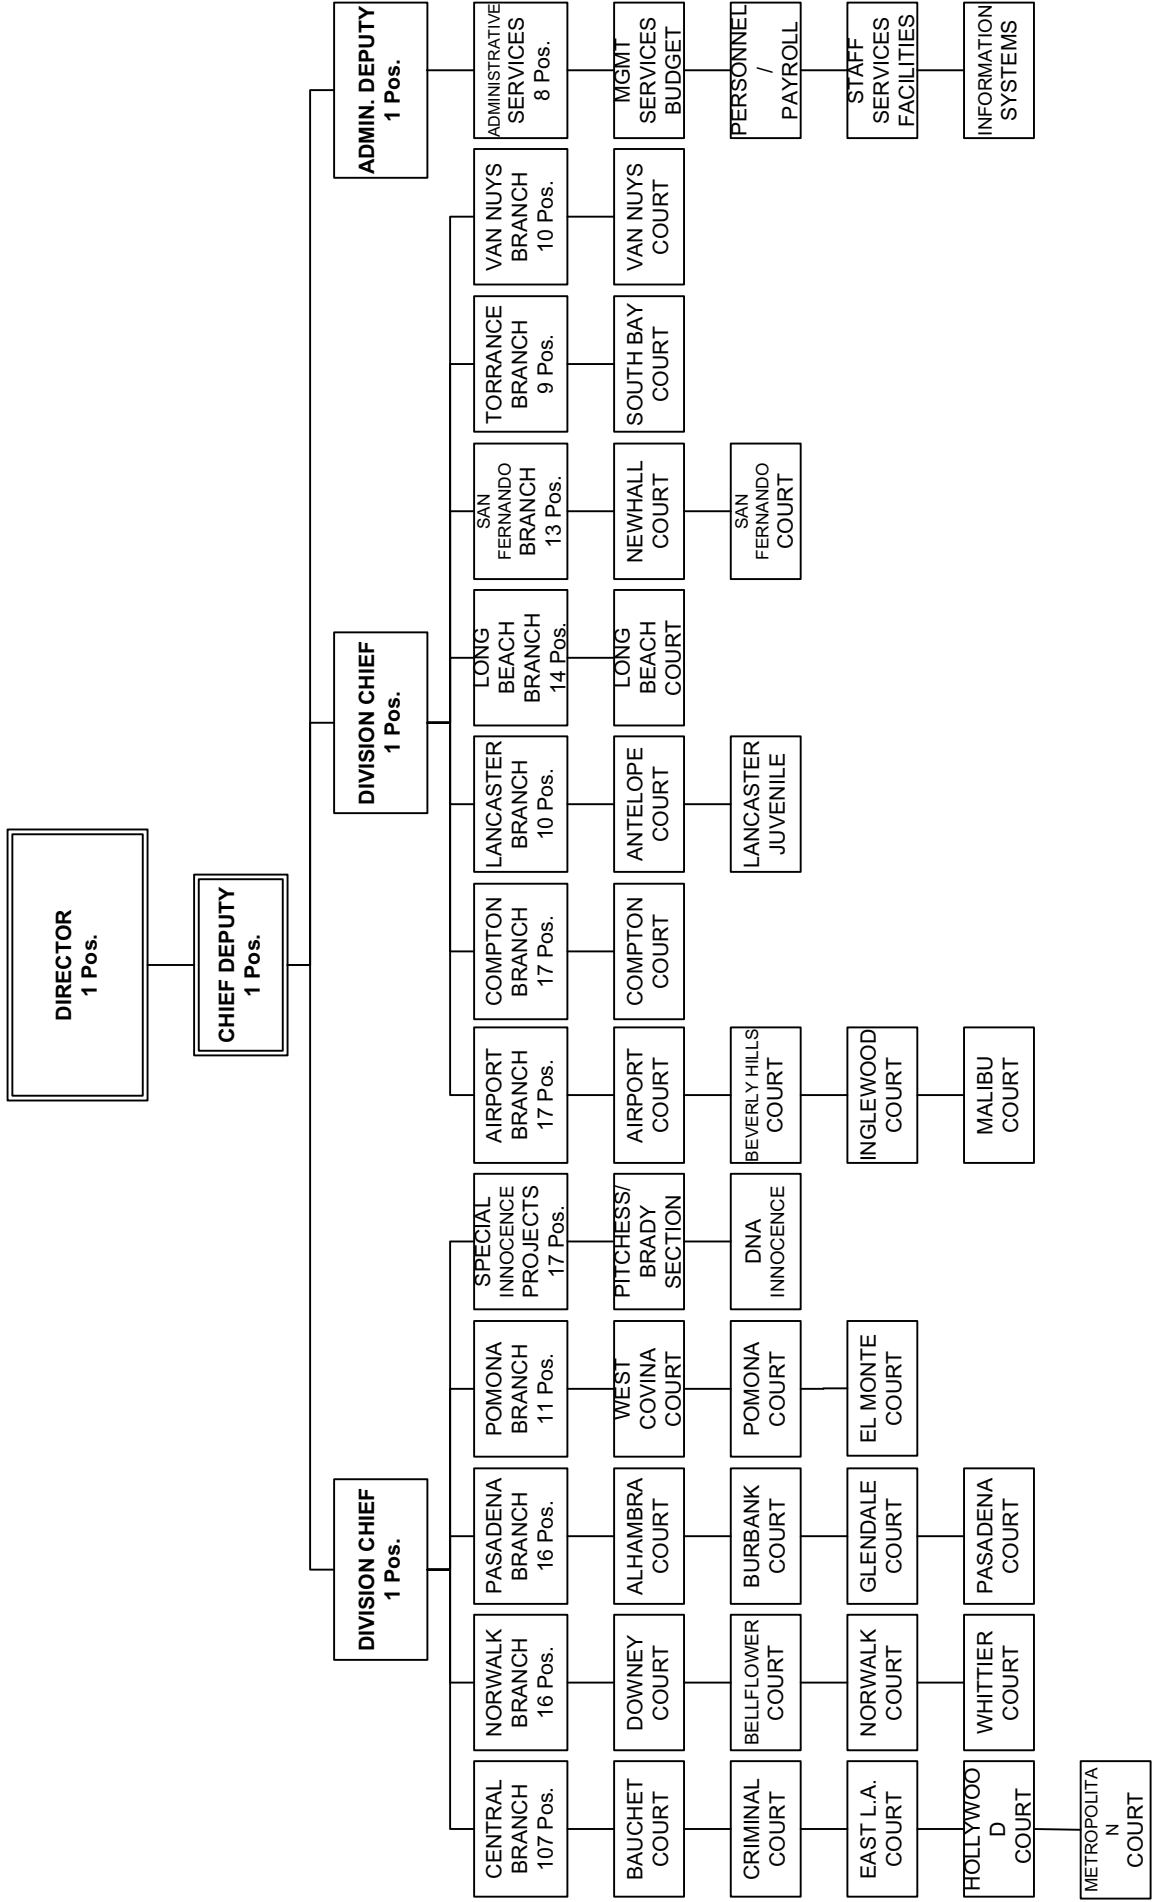 DIRECTOR
1 Pos.
CHIEF DEPUTY
1 Pos.
DIVISION CHIEF
1 Pos.
DIVISION CHIEF
1 Pos.
ADMIN. DEPUTY
1 Pos.
CENTRAL
BRANCH
107 Pos.
BAUCHET
COURT
CRIMINAL
COURT
EAST L.A.
COURT
HOLLYWOO
D
COURT
METROPOLITA
N
COURT
NORWALK
BRANCH
16 Pos.
DOWNEY
COURT
BELLFLOWER
COURT
NORWALK
COURT
WHITTIER
COURT
PASADENA
BRANCH
16 Pos.
ALHAMBRA
COURT
BURBANK
COURT
GLENDALE
COURT
PASADENA
COURT
POMONA
BRANCH
11 Pos.
WEST
COVINA
COURT
POMONA
COURT
EL MONTE
COURT
SPECIAL
INNOCENCE
PROJECTS
17 Pos.
PITCHESS/
BRADY
SECTION
DNA
INNOCENCE
AIRPORT
BRANCH
17 Pos.
AIRPORT
COURT
BEVERLY HILLS
COURT
INGLEWOOD
COURT
MALIBU
COURT
COMPTON
BRANCH
17 Pos.
COMPTON
COURT
LANCASTER
BRANCH
10 Pos.
ANTELOPE
COURT
LANCASTER
JUVENILE
LONG
BEACH
BRANCH
14 Pos.
LONG
BEACH
COURT
SAN
FERNANDO
BRANCH
13 Pos.
NEWHALL
COURT
SAN
FERNANDO
COURT
TORRANCE
BRANCH
9 Pos.
SOUTH BAY
COURT
VAN NUYS
BRANCH
10 Pos.
VAN NUYS
COURT
ADMINISTRATIVE
SERVICES
8 Pos.
MGMT
SERVICES
BUDGET
PERSONNEL
/
PAYROLL
STAFF
SERVICES
FACILITIES
INFORMATION
SYSTEMS